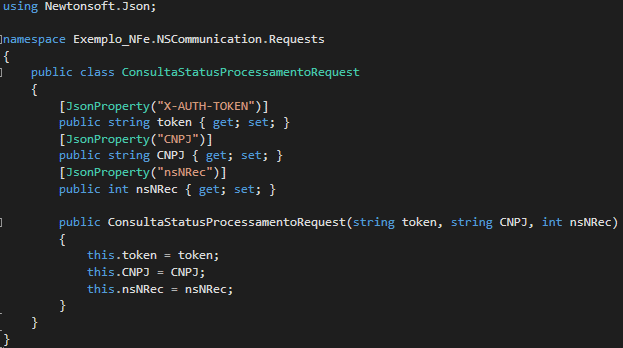 using Newtonsoft.Json;
namespace Exemplo_NFe.NSCommunication.Requests
{
    public class ConsultaStatusProcessamentoRequest
    {
        [JsonProperty("X-AUTH-TOKEN")]
        public string token { get; set; }
        [JsonProperty("CNPJ")]
        public string CNPJ { get; set; }
        [JsonProperty("nsNRec")]
        public int nsNRec { get; set; }
        public ConsultaStatusProcessamentoRequest(string token, string CNPJ, int nsNRec)
        {
            this.token = token;
            this.CNPJ = CNPJ;
            this.nsNRec = nsNRec;
        }
    }
}